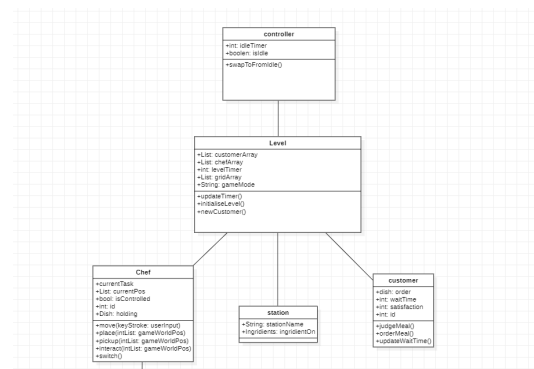 controller
+int: idleTimer
+boolen: isIdle
+swapToFromIdle()
Level
+List: customerArray
+List: chefArray
+int: levelTimer
+List: gridArray
+String: gameMode
+updateTimer()
+initialiseLevel()
+newCustomer()
Chef
+currentTask
+List: currentPos
+bool: isControlled
+int: id
+Dish: holding
+move(keyStroke: userInput)
+place(intList: gameWorldPos)
+pickup(intList: gameWorldPos)
+interact(intList: gameWorldPos)
+switch()
station
+String: stationName
+Ingridients: ingridientOn
customer
+dish: order
+int: waitTime
+int: satisfaction
+int: id
+judgeMeal()
+orderMeal()
+updateWaitTime()